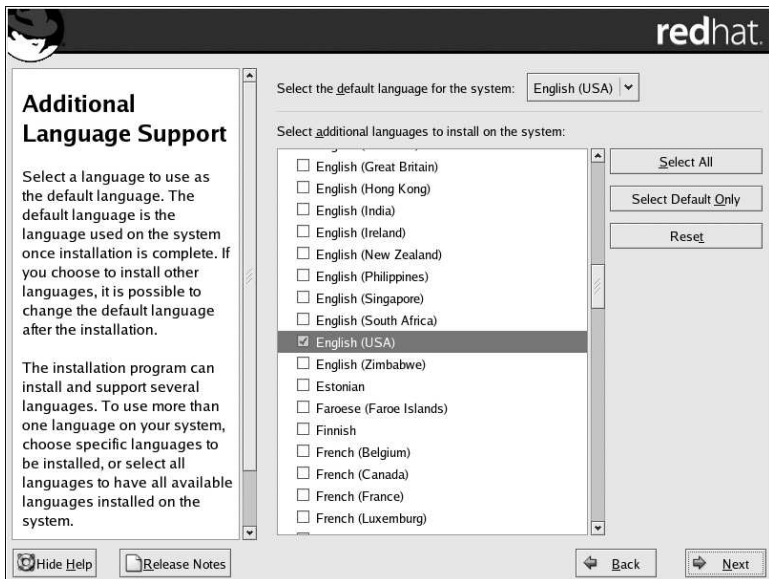 redhat.
Additional
Language Support
Select a language to use as
the default language. The
default language is the
language used on the system
once installation is complete. If
you choose to install other
languages, it is possible to
change the default language
after the installation.
The installation program can
install and support several
languages. To use more than
one language on your system,
choose specific languages to
be installed, or select all
languages to have all available
languages installed on the
system.
Select the default language for the system: English (USA)
Select additional languages to install on the system:
English (Great Britain)
English (Hong Kong)
English (India)
English (Ireland)
English (New Zealand)
English (Philippines)
English (Singapore)
English (South Africa)
English (USA)
English (Zimbabwe)
Estonian
Faroese (Faroe Islands)
Finnish
French (Belgium)
French (Canada)
French (France)
French (Luxemburg)
Select All
Select Default Only
Reset
Hide Help
Release Notes
Back
Next